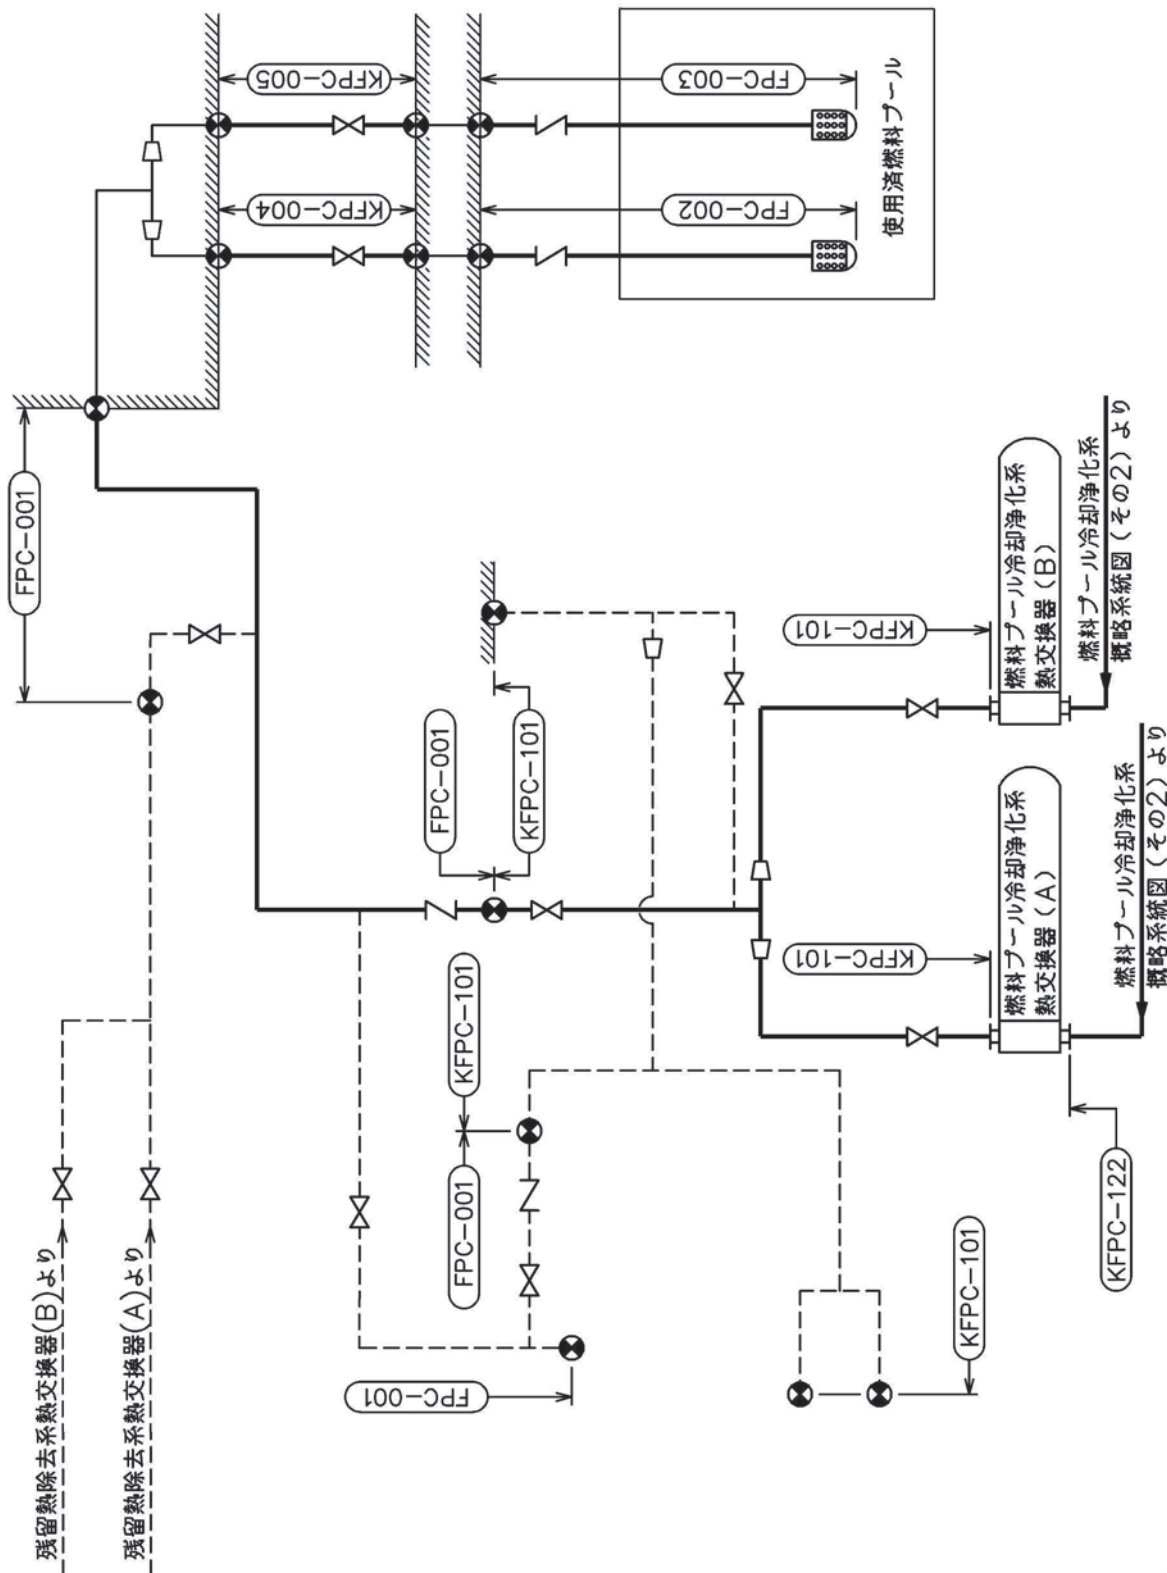 KFPC-005
FPC-003
KFPC-004
FPC-002
使用済燃料プール
FPC-001
KFPC-101
燃料プール冷却浄化系
熱交換器(B)
燃料プール冷却浄化系
概略系統図(その2)より
FPC-001
KFPC-101
KFPC-101
燃料プール冷却浄化系
熱交換器(A)
燃料プール冷却浄化系
概略系統図(その2)より
KFPC-101
FPC-001
KFPC-122
KFPC-101
FPC-001
残留熱除去系熱交換器(B)より
残留熱除去系熱交換器(A)より